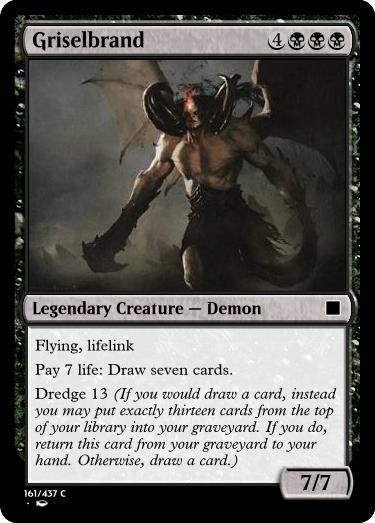 Griselbrand 4
Legendary Creature — Demon
Flying, lifelink
Pay 7 life: Draw seven cards.
Dredge 13 (If you would draw a card, instead
you may put exactly thirteen cards from the top
of your library into your graveyard. If you do,
return this card from your graveyard to your
hand. Otherwise, draw a card.)
7/7
161/437 C